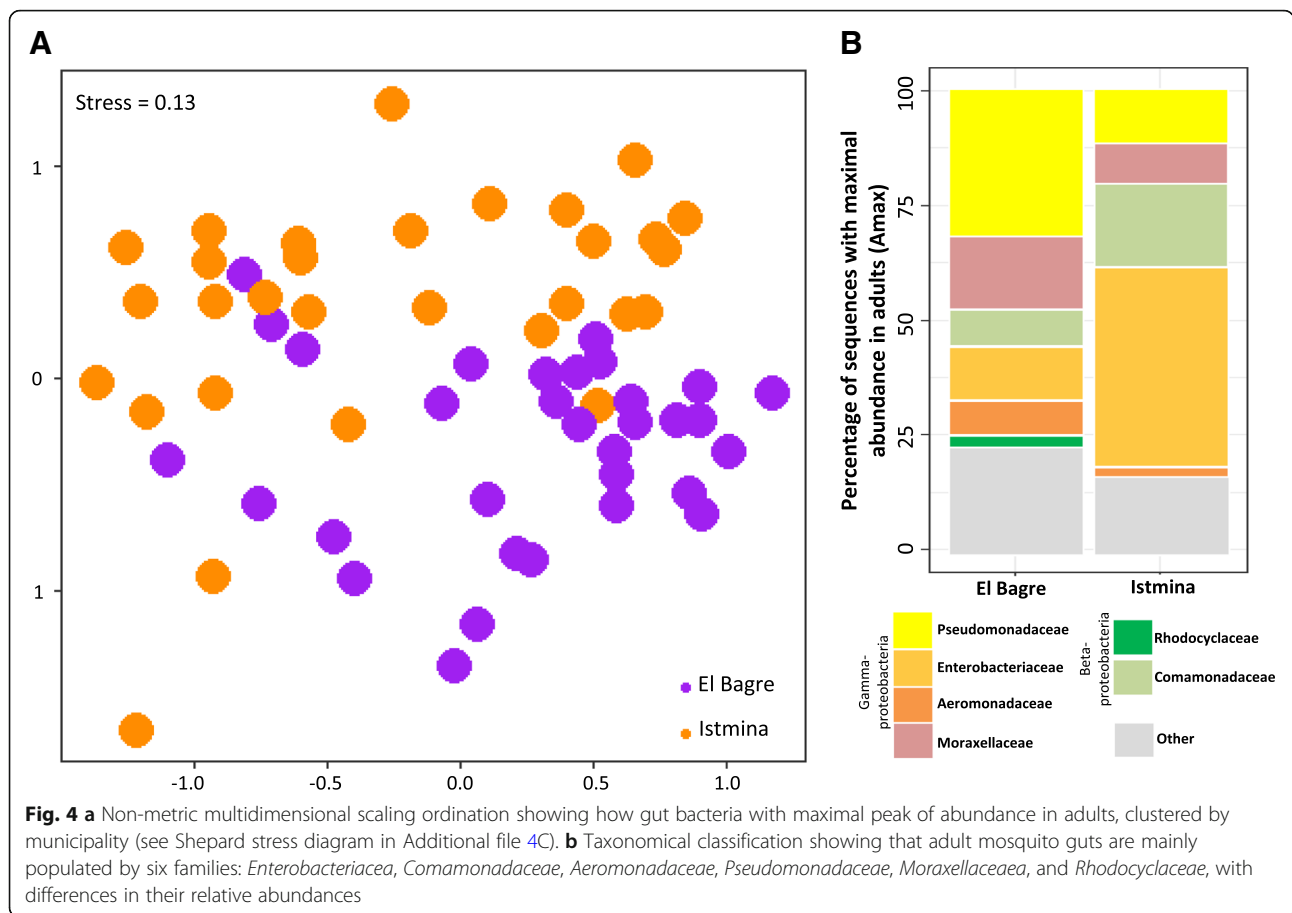 A
B
Stress = 0.13
1
0
1
-1.0
-0.5
0.0
0.5
1.0
El Bagre
Istmina
Percentage of sequences with maximal
abundance in adults (Amax)
100
75
50
25
0
El Bagre
Istmina
Gamma-
proteobacteria
Pseudomonadaceae
Enterobacteriaceae
Aeromonadaceae
Moraxellaceae
Beta-
proteobacteria
Rhodocyclaceae
Comamonadaceae
Other
Fig. 4 a Non-metric multidimensional scaling ordination showing how gut bacteria with maximal peak of abundance in adults, clustered by
municipality (see Shepard stress diagram in Additional file 4C). b Taxonomical classification showing that adult mosquito guts are mainly
populated by six families: Enterobacteriacea, Comamonadaceae, Aeromonadaceae, Pseudomonadaceae, Moraxellaceaea, and Rhodocyclaceae, with
differences in their relative abundances